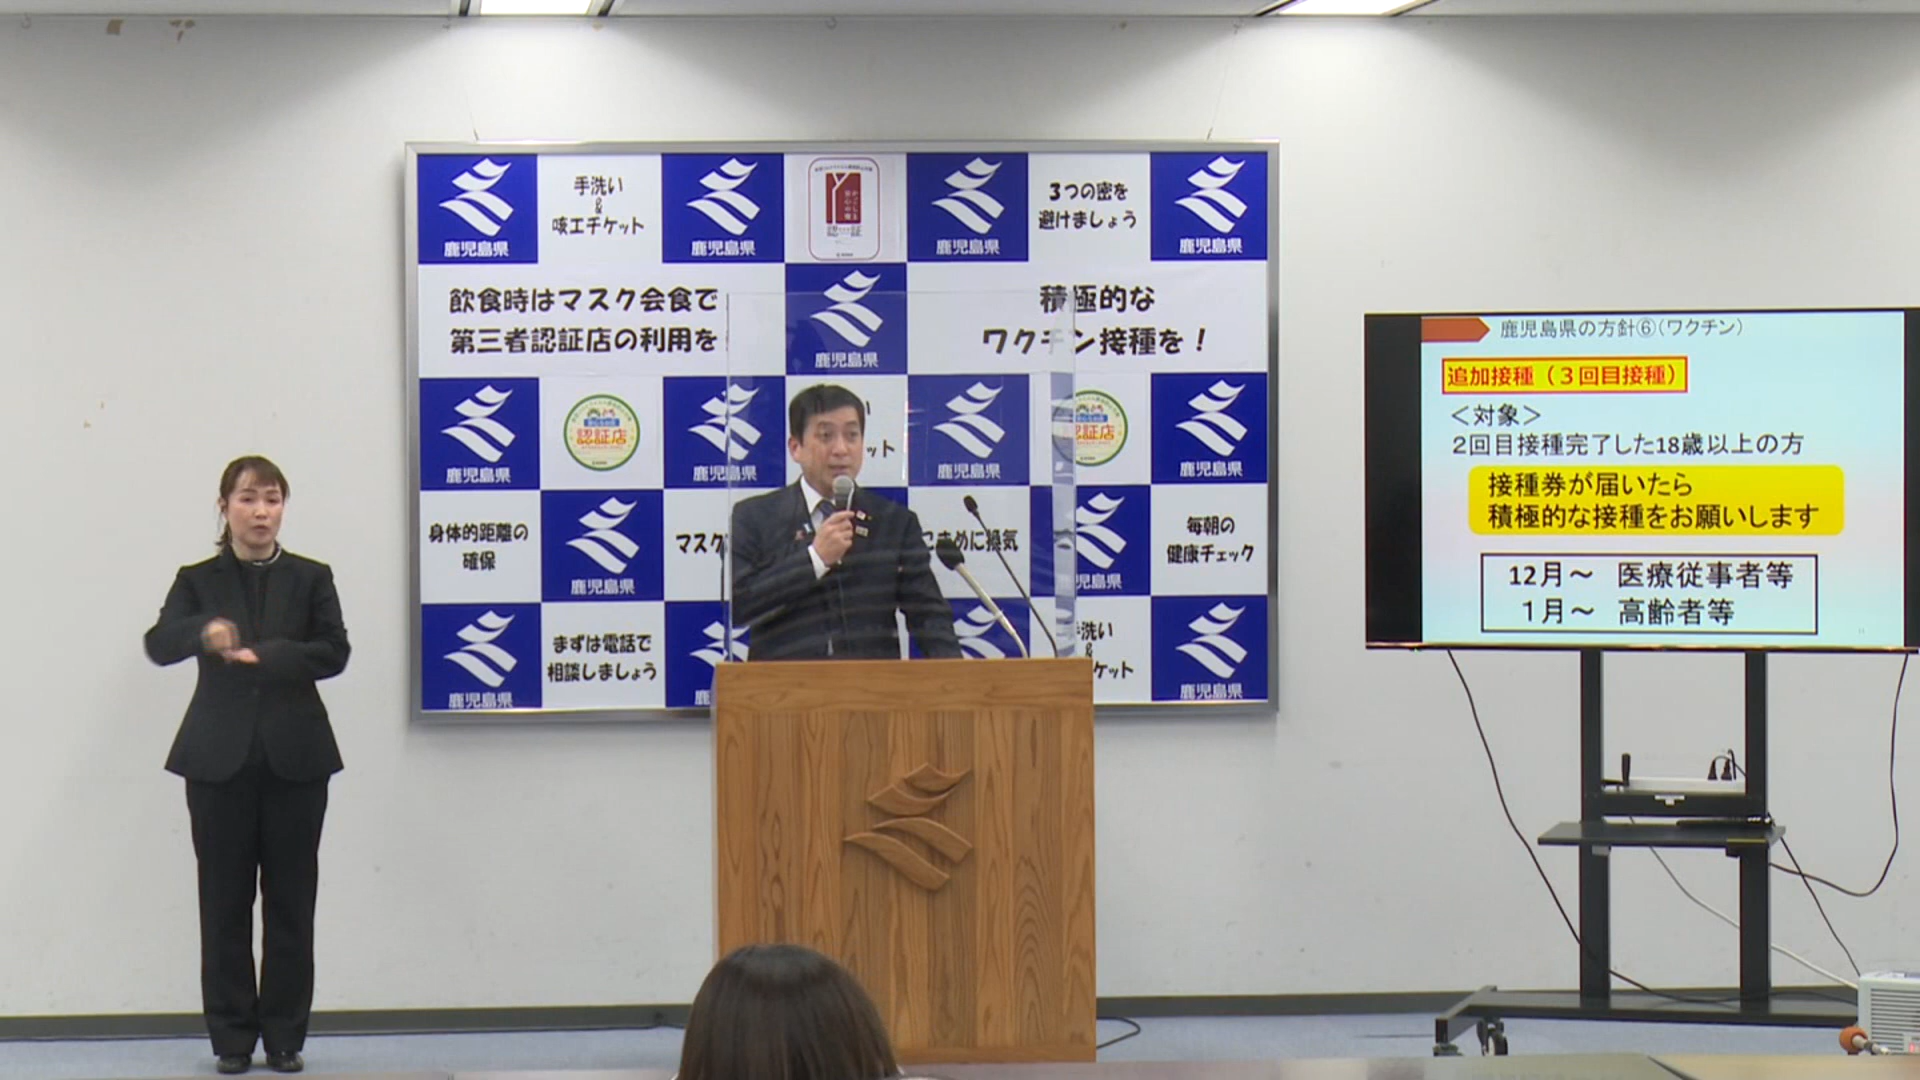 手洗い
&
咳エチケット
3つの密を
避けましょう
鹿児島県
鹿児島県
認証
鹿児島県
鹿児島県
飲食時はマスク会食で
第三者認証店の利用を
鹿児島県
積極的な
ワクチン接種を！
鹿児島県
認証店
鹿児島県
ット
鹿児島県
認証店
鹿児島県
身体的距離の
確保
鹿児島県
マスク
こまめに換気
鹿児島県
毎朝の
健康チェック
鹿児島県
まずは電話で
相談しましょう
鹿
手洗い
&
ケット
鹿児島県
鹿児島県の方針⑥（ワクチン）
追加接種（３回目接種）
＜対象＞
２回目接種完了した18歳以上の方
接種券が届いたら
積極的な接種をお願いします
12月～　医療従事者等
1月～　高齢者等